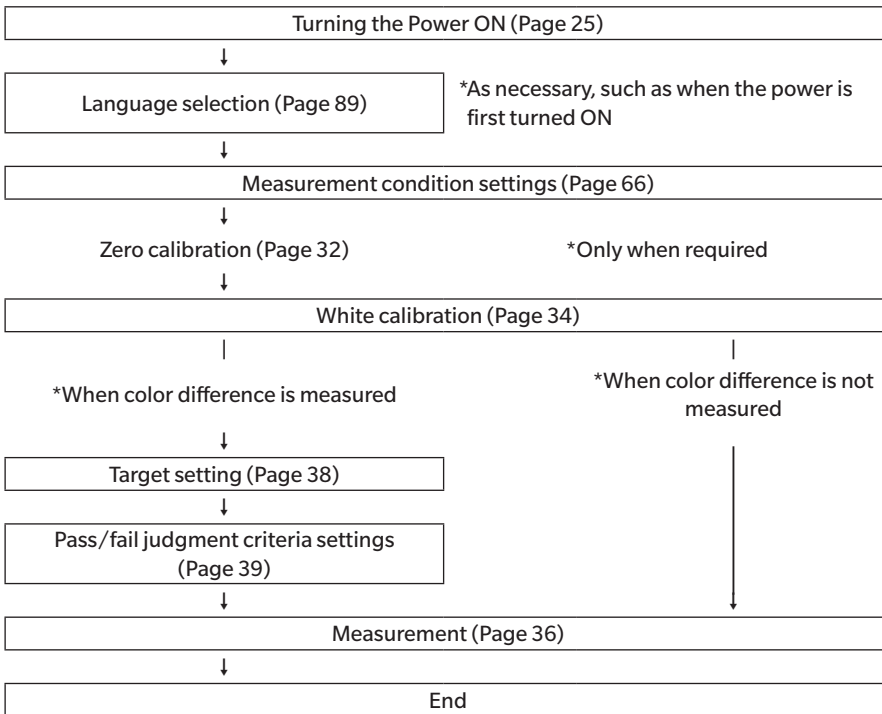 Turning the Power ON (Page 25)
Language selection (Page 89)
*As necessary, such as when the power is
first turned ON
Measurement condition settings (Page 66)
Zero calibration (Page 32)
*Only when required
White calibration (Page 34)
*When color difference is measured
*When color difference is not
measured
Target setting (Page 38)
Pass/fail judgment criteria settings
(Page 39)
Measurement (Page 36)
End